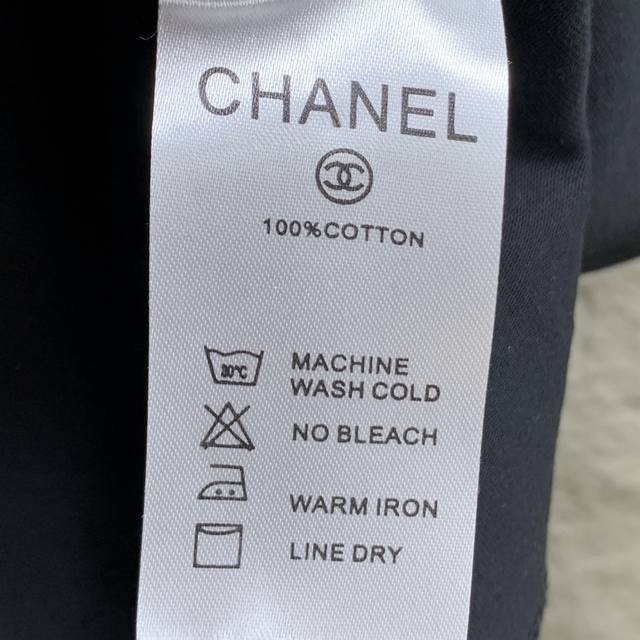 CHANEL
100%COTTON
30°C
MACHINE
WASH COLD
NO BLEACH
WARM IRON
LINE DRY